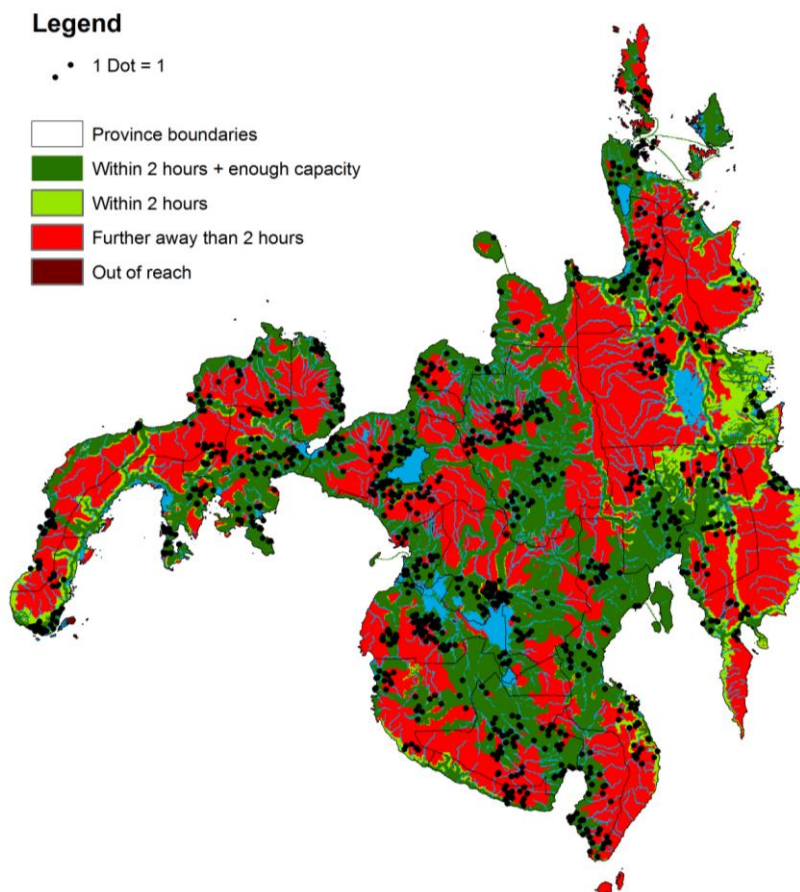 Legend
1 Dot = 1
Province boundaries
Within 2 hours + enough capacity
Within 2 hours
Further away than 2 hours
Out of reach